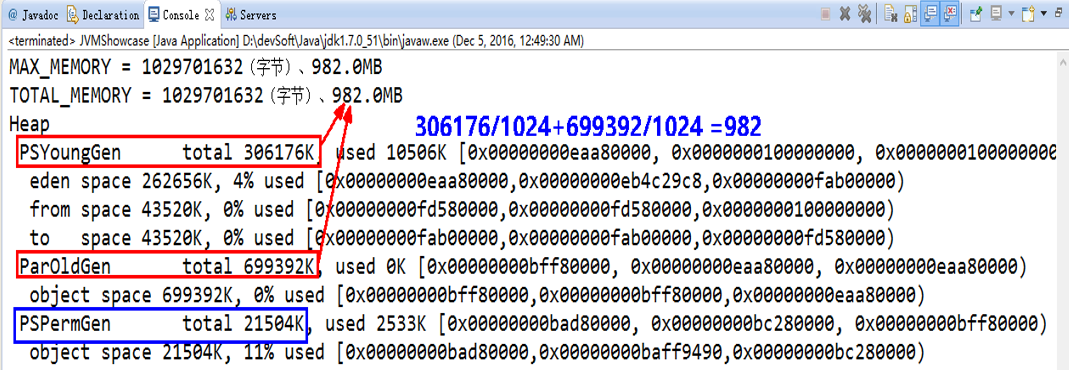 @ Javadoc Declaration Console Servers
<terminated> JVMShowcase [Java Application] D:\devSoft\Java\jdk1.7.0_51\bin\javaw.exe (Dec 5, 2016, 12:49:30 AM)
MAX_MEMORY = 1029701632（字节）、982.0MB
TOTAL_MEMORY = 1029701632（字节）、982.0MB
Heap
306176/1024+699392/1024 =982
PSYoungGen total 306176K, used 10506K [0x00000000eaa80000, 0x0000000100000000, 0x0000000100000000
eden space 262656K, 4% used [0x00000000eaa80000,0x00000000eb4c29c8,0x00000000fab00000)
from space 43520K, 0% used [0x00000000fd580000,0x00000000fd580000,0x0000000100000000)
to space 43520K, 0% used [0x00000000fab00000,0x00000000fab00000,0x00000000fd580000)
ParOldGen total 699392K, used 0K [0x00000000bff80000, 0x00000000eaa80000, 0x00000000eaa80000)
object space 699392K, 0% used [0x00000000bff80000,0x00000000bff80000,0x00000000eaa80000)
PSPermGen total 21504K, used 2533K [0x00000000bad80000, 0x00000000bc280000, 0x00000000bff80000)
object space 21504K, 11% used [0x00000000bad80000,0x00000000baff9490,0x00000000bc280000)